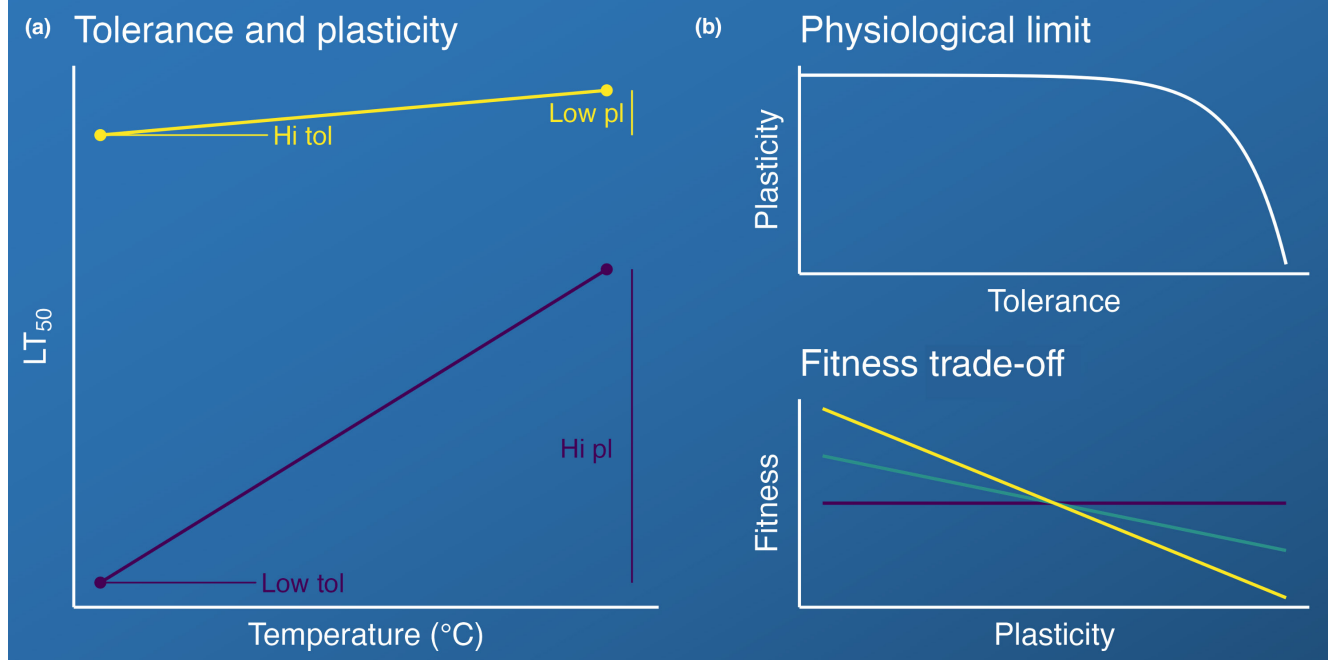 (a) Tolerance and plasticity
Hi tol
Low pl
LT50
Hi pl
Low tol
Temperature (°C)
(b) Physiological limit
Plasticity
Tolerance
Fitness trade-off
Fitness
Plasticity